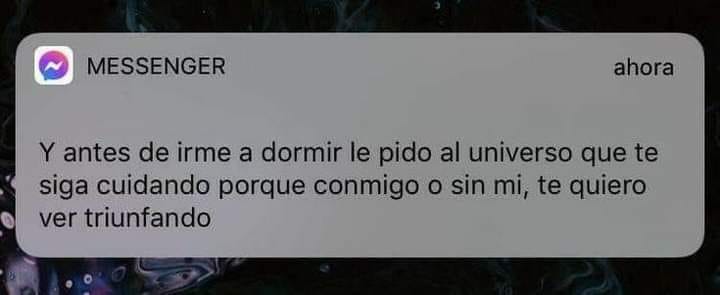 MESSENGER ahora
Y antes de irme a dormir le pido al universo que te
siga cuidando porque conmigo o sin mi, te quiero
ver triunfando